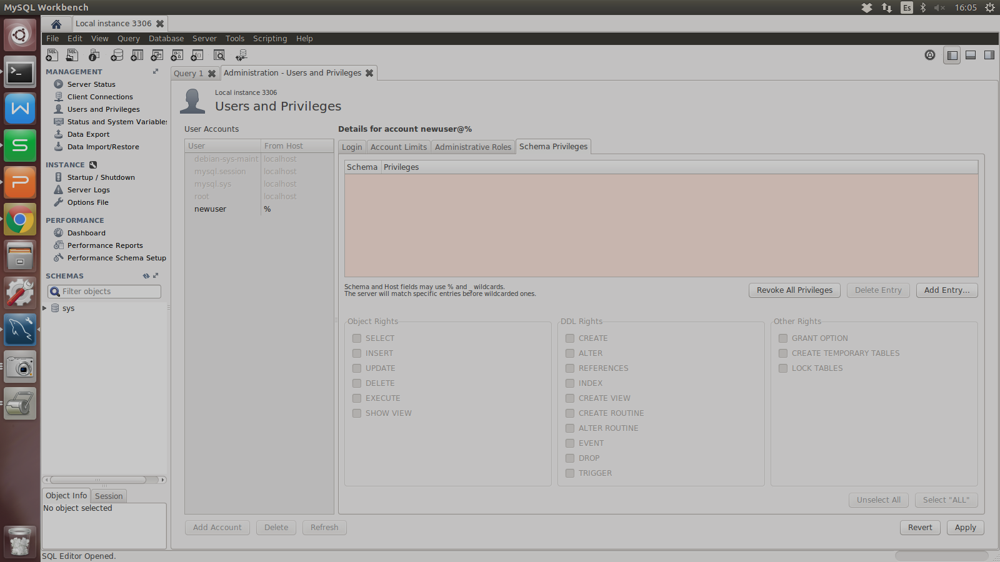 MySQL Workbench
Es
16:05
Local instance 3306
File Edit View Query Database Server Tools Scripting Help
MANAGEMENT
Server Status
Client Connections
Users and Privileges
Status and System Variables
Data Export
Data Import/Restore
INSTANCE
Startup / Shutdown
Server Logs
Options File
PERFORMANCE
Dashboard
Performance Reports
Performance Schema Setup
SCHEMAS
Filter objects
sys
Object Info Session
No object selected
Query 1 Administration - Users and Privileges
Local instance 3306
Users and Privileges
User Accounts
User From Host
debian-sys-maint localhost
mysql.session localhost
mysql.sys localhost
root localhost
newuser %
Add Account Delete Refresh
Details for account newuser@%
Login Account Limits Administrative Roles Schema Privileges
Schema Privileges
Schema and Host fields may use % and _ wildcards.
The server will match specific entries before wildcarded ones.
Revoke All Privileges Delete Entry Add Entry...
Object Rights
SELECT
INSERT
UPDATE
DELETE
EXECUTE
SHOW VIEW
DDL Rights
CREATE
ALTER
REFERENCES
INDEX
CREATE VIEW
CREATE ROUTINE
ALTER ROUTINE
EVENT
DROP
TRIGGER
Other Rights
GRANT OPTION
CREATE TEMPORARY TABLES
LOCK TABLES
Unselect All Select "ALL"
Revert Apply
SQL Editor Opened.